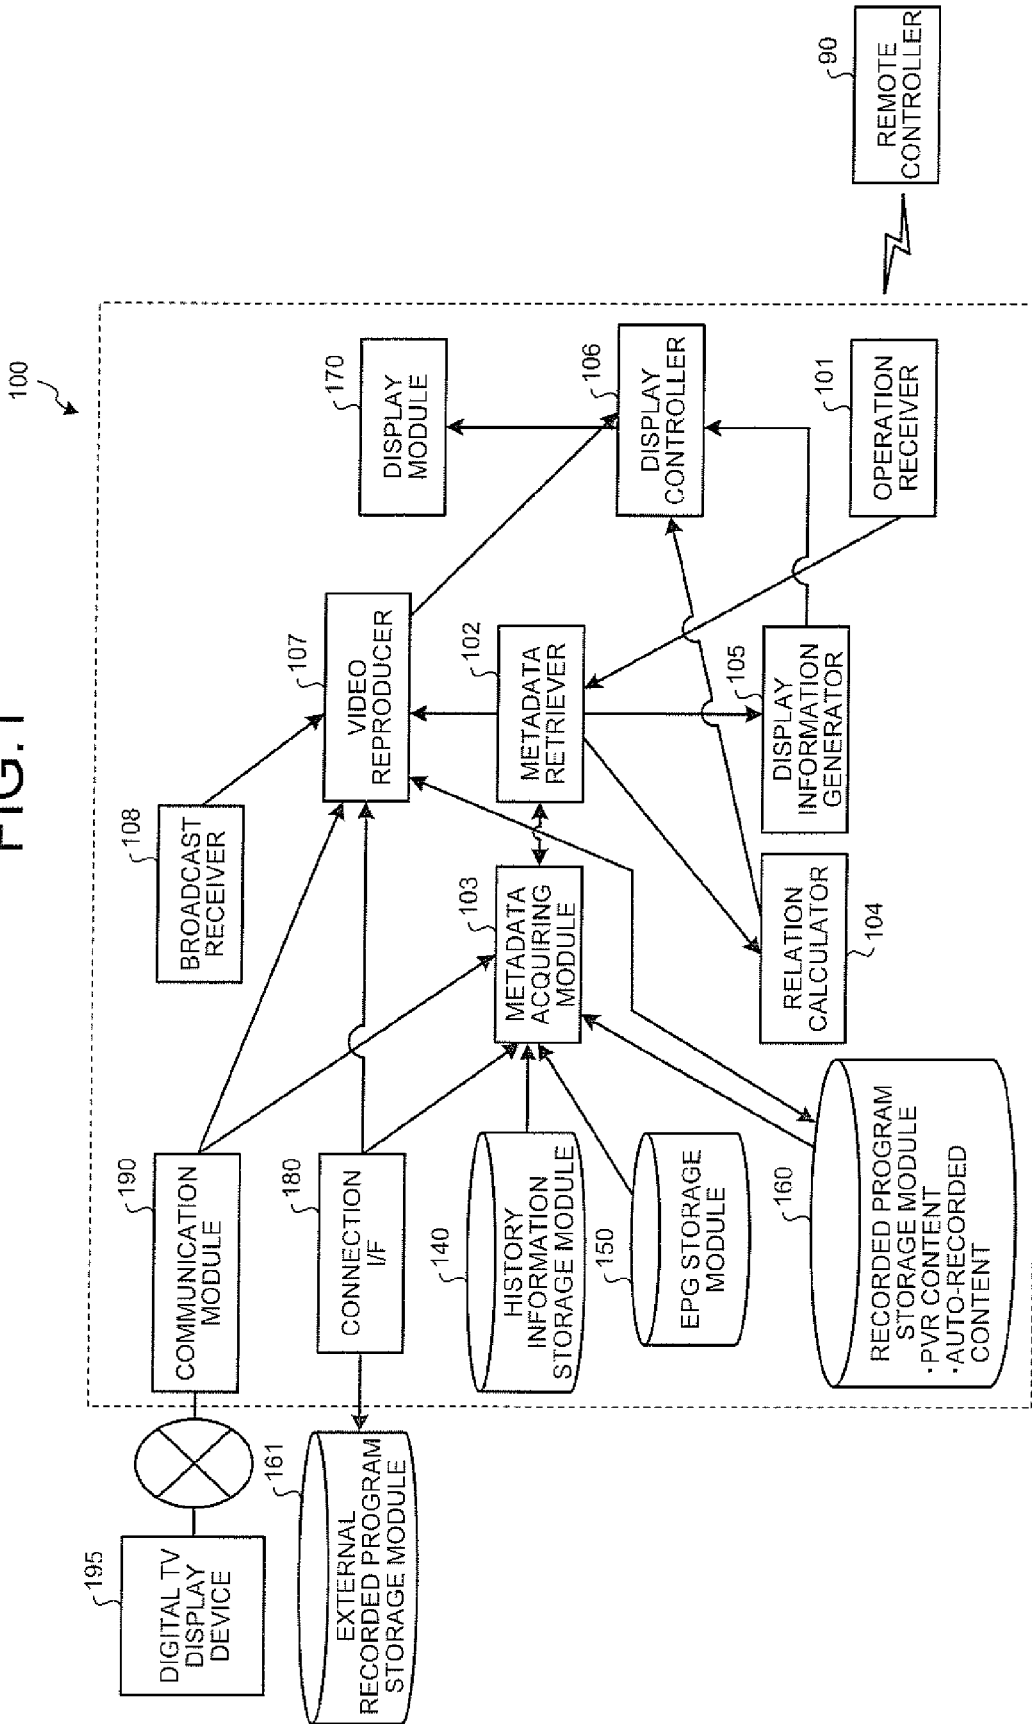 FIG.1
100
195
DIGITAL TV
DISPLAY
DEVICE
161
EXTERNAL
RECORDED PROGRAM
STORAGE MODULE
190
COMMUNICATION
MODULE
180
CONNECTION
I/F
140
HISTORY
INFORMATION
STORAGE MODULE
150
EPG STORAGE
MODULE
160
RECORDED PROGRAM
STORAGE MODULE
・PVR CONTENT
・AUTO-RECORDED
CONTENT
108
BROADCAST
RECEIVER
103
METADATA
ACQUIRING
MODULE
RELATION
CALCULATOR
104
107
VIDEO
REPRODUCER
102
METADATA
RETRIEVER
105
DISPLAY
INFORMATION
GENERATOR
170
DISPLAY
MODULE
106
DISPLAY
CONTROLLER
101
OPERATION
RECEIVER
90
REMOTE
CONTROLLER